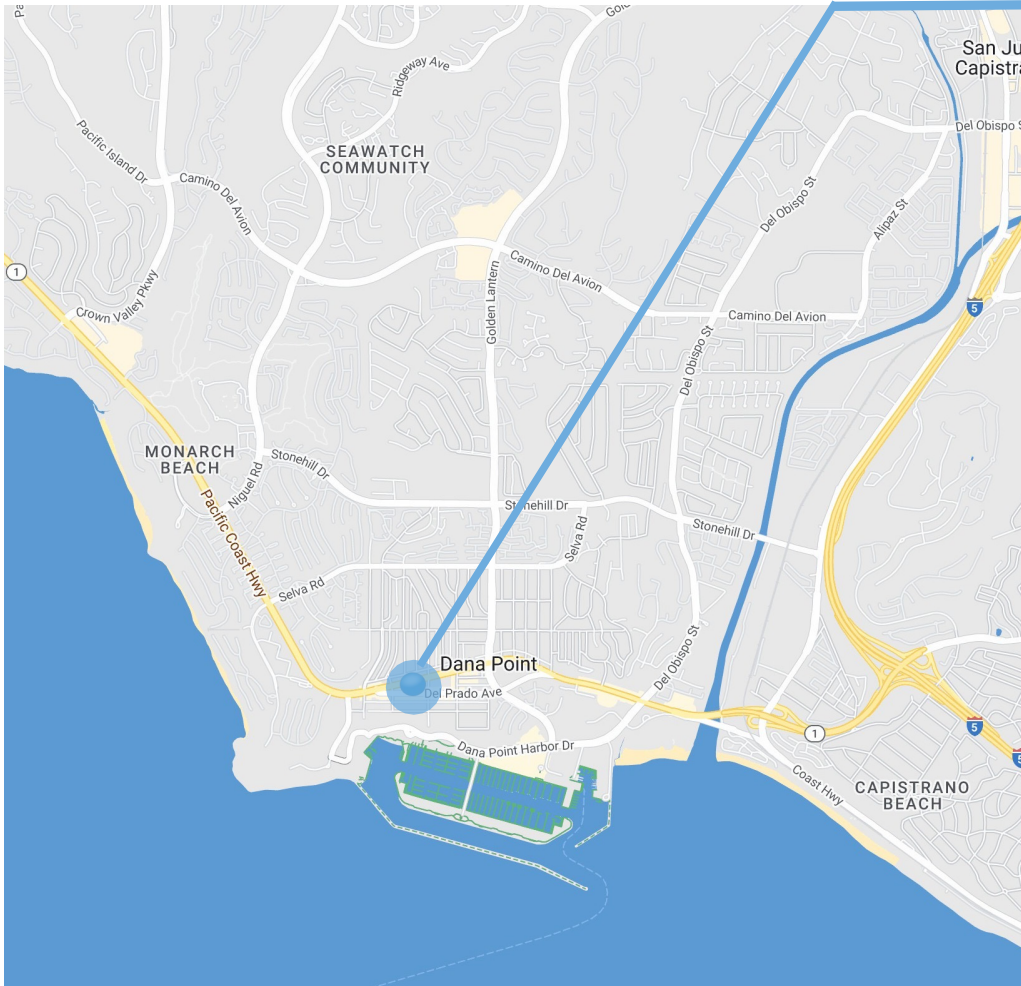 San Ju
Capistra
Ridgeway Ave
SEAWATCH
COMMUNITY
Del Obispo S
Pacific Island Dr
Camino Del Avion
Del Obispo St
Alipaz St
1
Camino Del Avion
Golden Lantern
Crown Valley Pkwy
5
Camino Del Avion
Del Obispo St
MONARCH
BEACH
Stonehill Dr
Niguel Rd
Pacific Coast Hwy
Stonehill Dr
Selva Rd
Stonehill Dr
Selva Rd
Del Obispo St
Dana Point
Del Prado Ave
5
1
5
Dana Point Harbor Dr
Coast Hwy
CAPISTRANO
BEACH